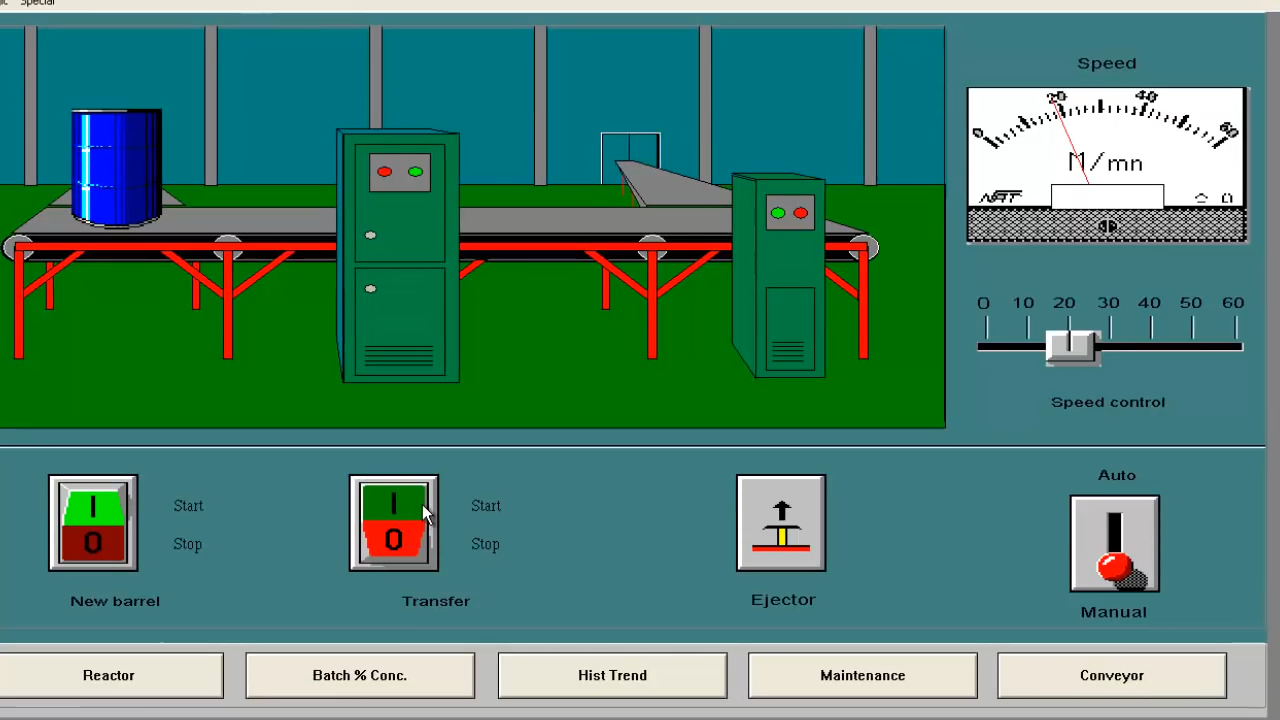 Special
Speed
0 20 40 60
M/mn
0 10 20 30 40 50 60
Speed control
I
0
Start
Stop
New barrel
I
0
Start
Stop
Transfer
Ejector
Auto
Manual
Reactor
Batch % Conc.
Hist Trend
Maintenance
Conveyor